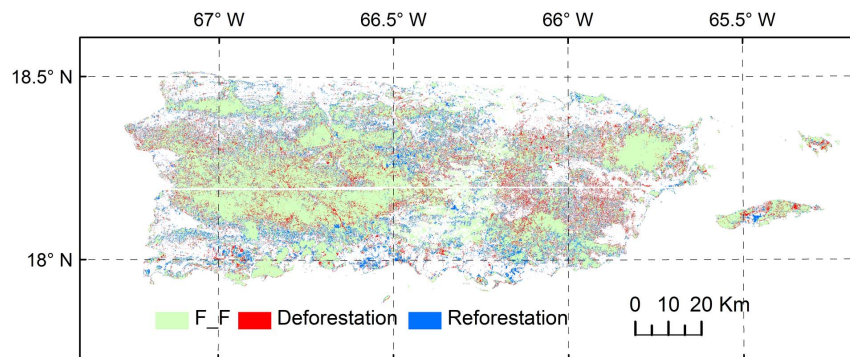 67° W 66.5° W 66° W 65.5° W
18.5° N
18° N
F_F Deforestation Reforestation
0 10 20 Km